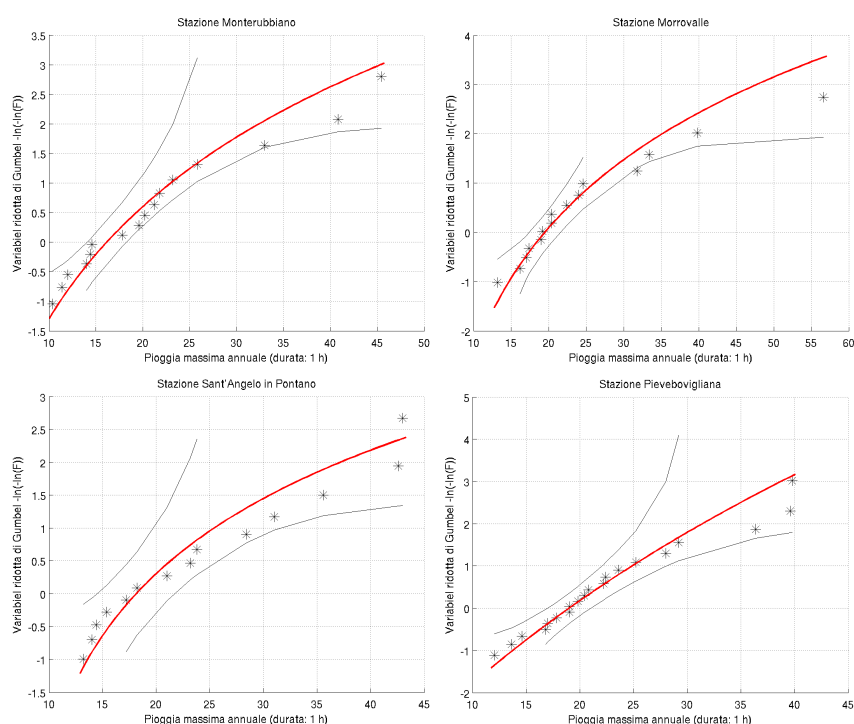 Stazione Monterubbiano
Variabiel ridotta di Gumbel -ln(-ln(F))
3.5
3
2.5
2
1.5
1
0.5
0
-0.5
-1
-1.5
10 15 20 25 30 35 40 45 50
Pioggia massima annuale (durata: 1 h)
Stazione Morrovalle
Variabiel ridotta di Gumbel -ln(-ln(F))
4
3
2
1
0
-1
-2
10 15 20 25 30 35 40 45 50 55 60
Pioggia massima annuale (durata: 1 h)
Stazione Sant'Angelo in Pontano
Variabiel ridotta di Gumbel -ln(-ln(F))
3
2.5
2
1.5
1
0.5
0
-0.5
-1
-1.5
10 15 20 25 30 35 40 45
Pioggia massima annuale (durata: 1 h)
Stazione Pievebovigliana
Variabiel ridotta di Gumbel -ln(-ln(F))
5
4
3
2
1
0
-1
-2
10 15 20 25 30 35 40 45
Pioggia massima annuale (durata: 1 h)